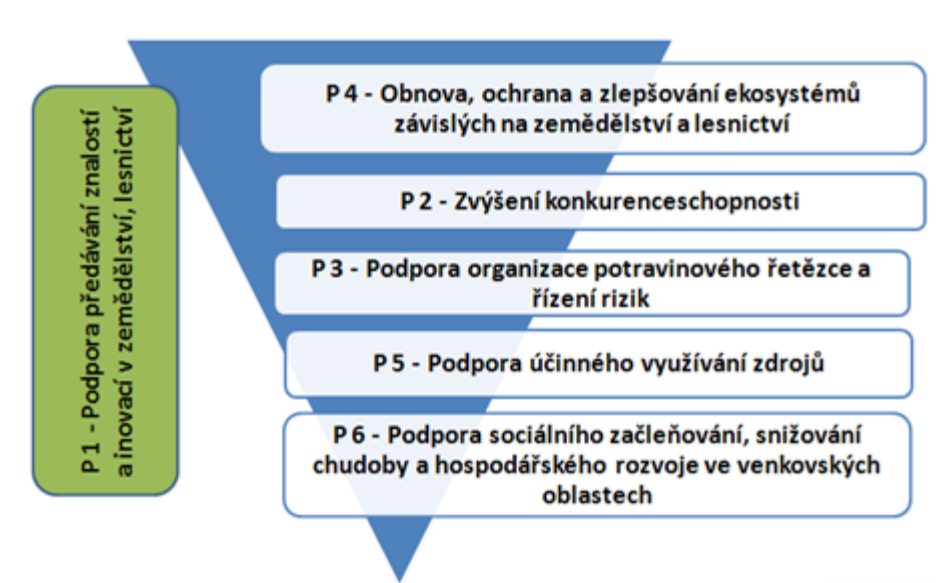 P 1 - Podpora předávání znalostí
a inovací v zemědělství, lesnictví
P 4 - Obnova, ochrana a zlepšování ekosystémů
závislých na zemědělství a lesnictví
P 2 - Zvýšení konkurenceschopnosti
P 3 - Podpora organizace potravinového řetězce a
řízení rizik
P 5 - Podpora účinného využívání zdrojů
P 6 - Podpora sociálního začleňování, snižování
chudoby a hospodářského rozvoje ve venkovských
oblastech